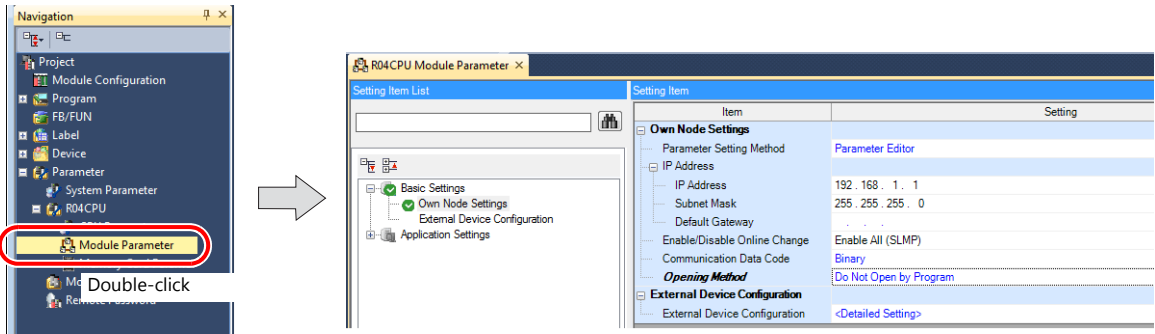 Navigation
Project
Module Configuration
Program
FB/FUN
Label
Device
Parameter
System Parameter
R04CPU
Module Parameter
Double-click
Remote Password
R04CPU Module Parameter
Setting Item List
Basic Settings
Own Node Settings
External Device Configuration
Application Settings
Setting Item
Item Setting
Own Node Settings
Parameter Setting Method Parameter Editor
IP Address
IP Address 192 . 168 . 1 . 1
Subnet Mask 255 . 255 . 255 . 0
Default Gateway . . .
Enable/Disable Online Change Enable All (SLMP)
Communication Data Code Binary
Opening Method Do Not Open by Program
External Device Configuration
External Device Configuration <Detailed Setting>